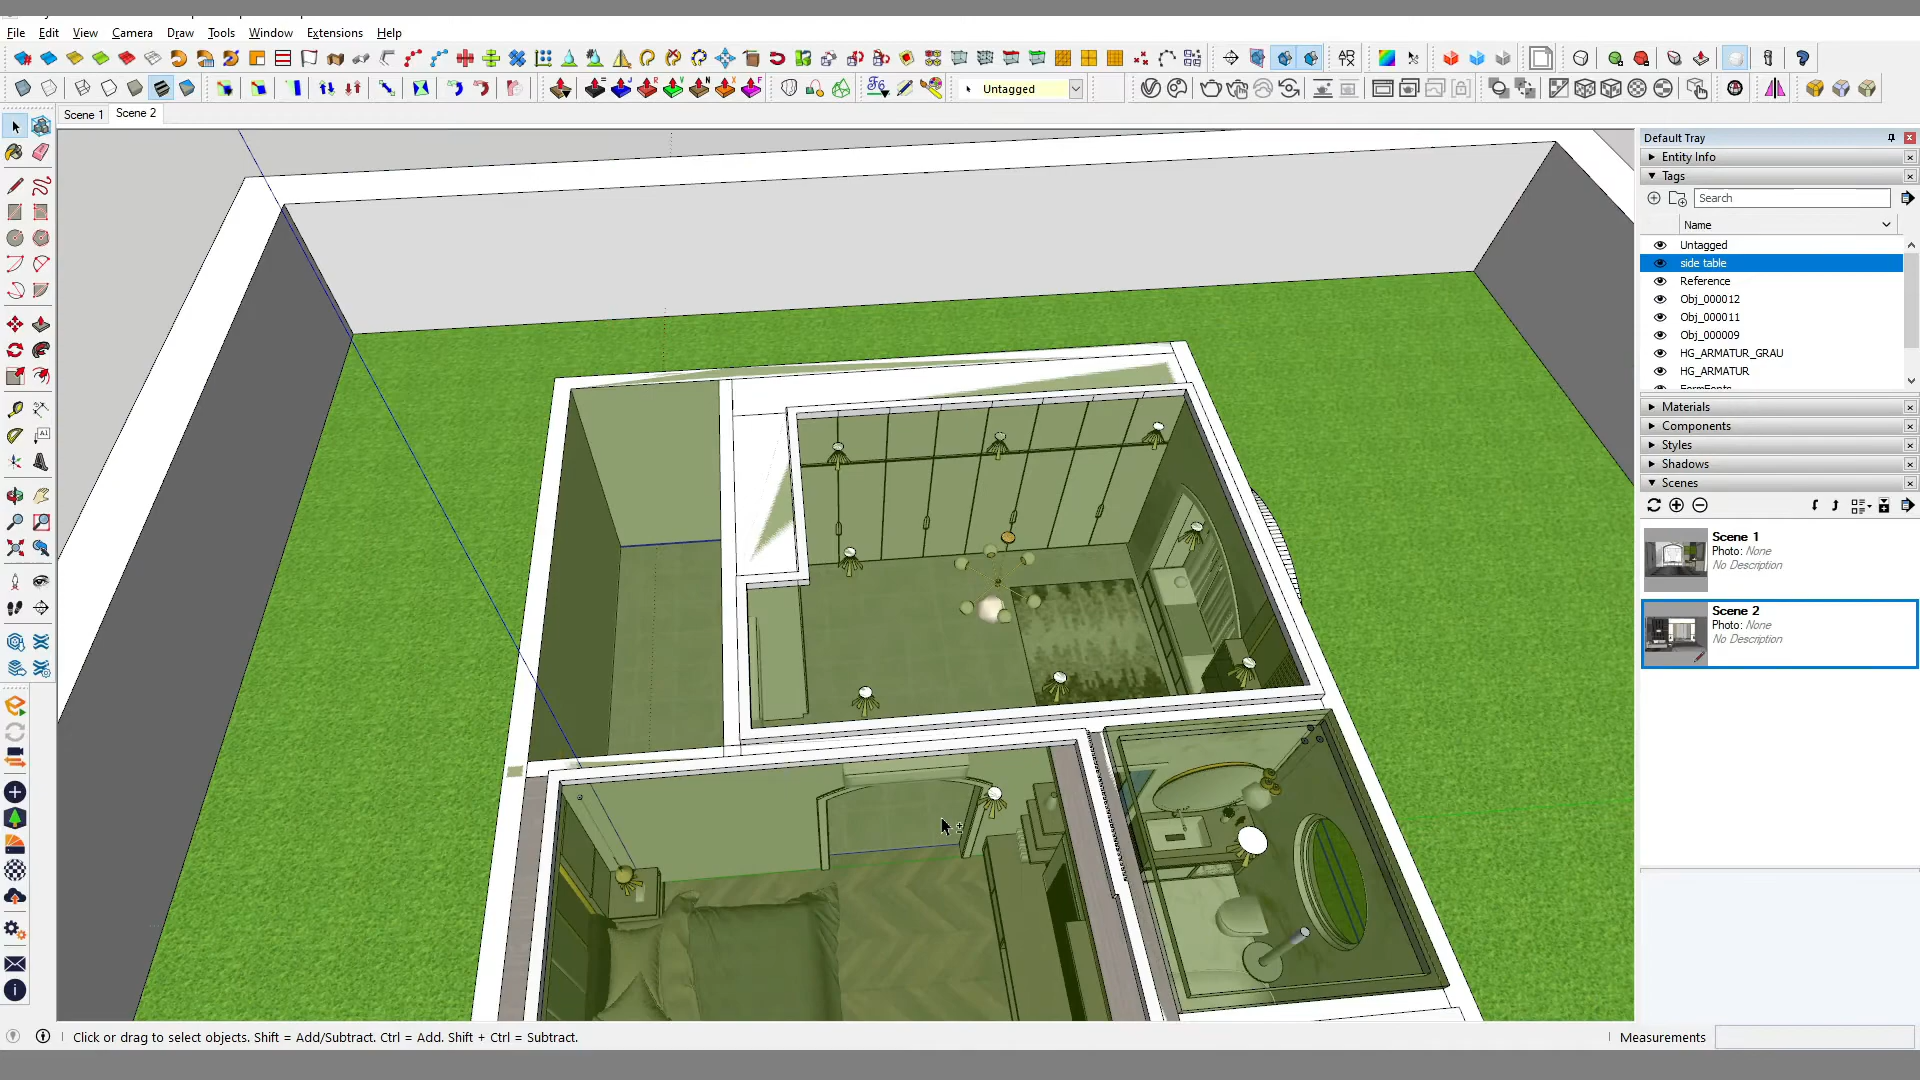 File Edit View Camera Draw Tools Window Extensions Help
Untagged
Scene 1 Scene 2
Default Tray
Entity Info
Tags
Search
Name
Untagged
side table
Reference
Obj_000012
Obj_000011
Obj_000009
HG_ARMATUR_GRAU
HG_ARMATUR
Materials
Components
Styles
Shadows
Scenes
Scene 1
Photo: None
No Description
Scene 2
Photo: None
No Description
Click or drag to select objects. Shift = Add/Subtract. Ctrl = Add. Shift + Ctrl = Subtract.
Measurements